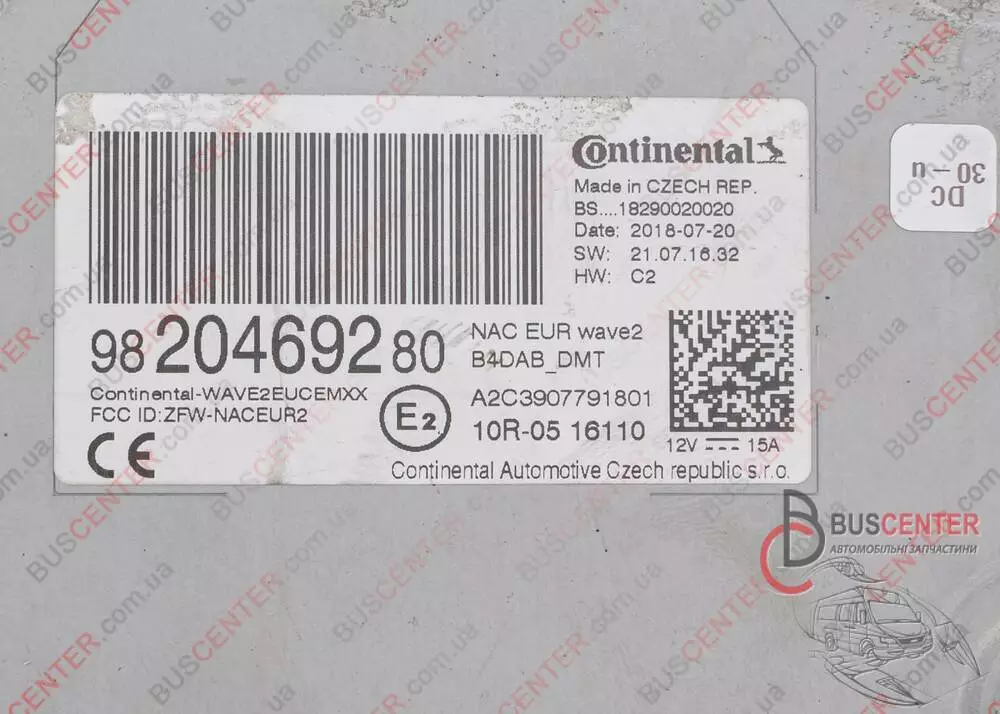 Continental
Made in CZECH REP.
BS....18290020020
Date: 2018-07-20
SW: 21.07.16.32
HW: C2
98 204692 80
NAC EUR wave2
B4DAB_DMT
Continental-WAVE2EUCEMXX
FCC ID:ZFW-NACEUR2
CE
E2
A2C3907791801
10R-05 16110
12V 15A
Continental Automotive Czech republic s.r.o.
DC
30-u
BUSCENTER
АВТОМОБІЛЬНІ ЗАПЧАСТИНИ
BUSCENTER.com.ua